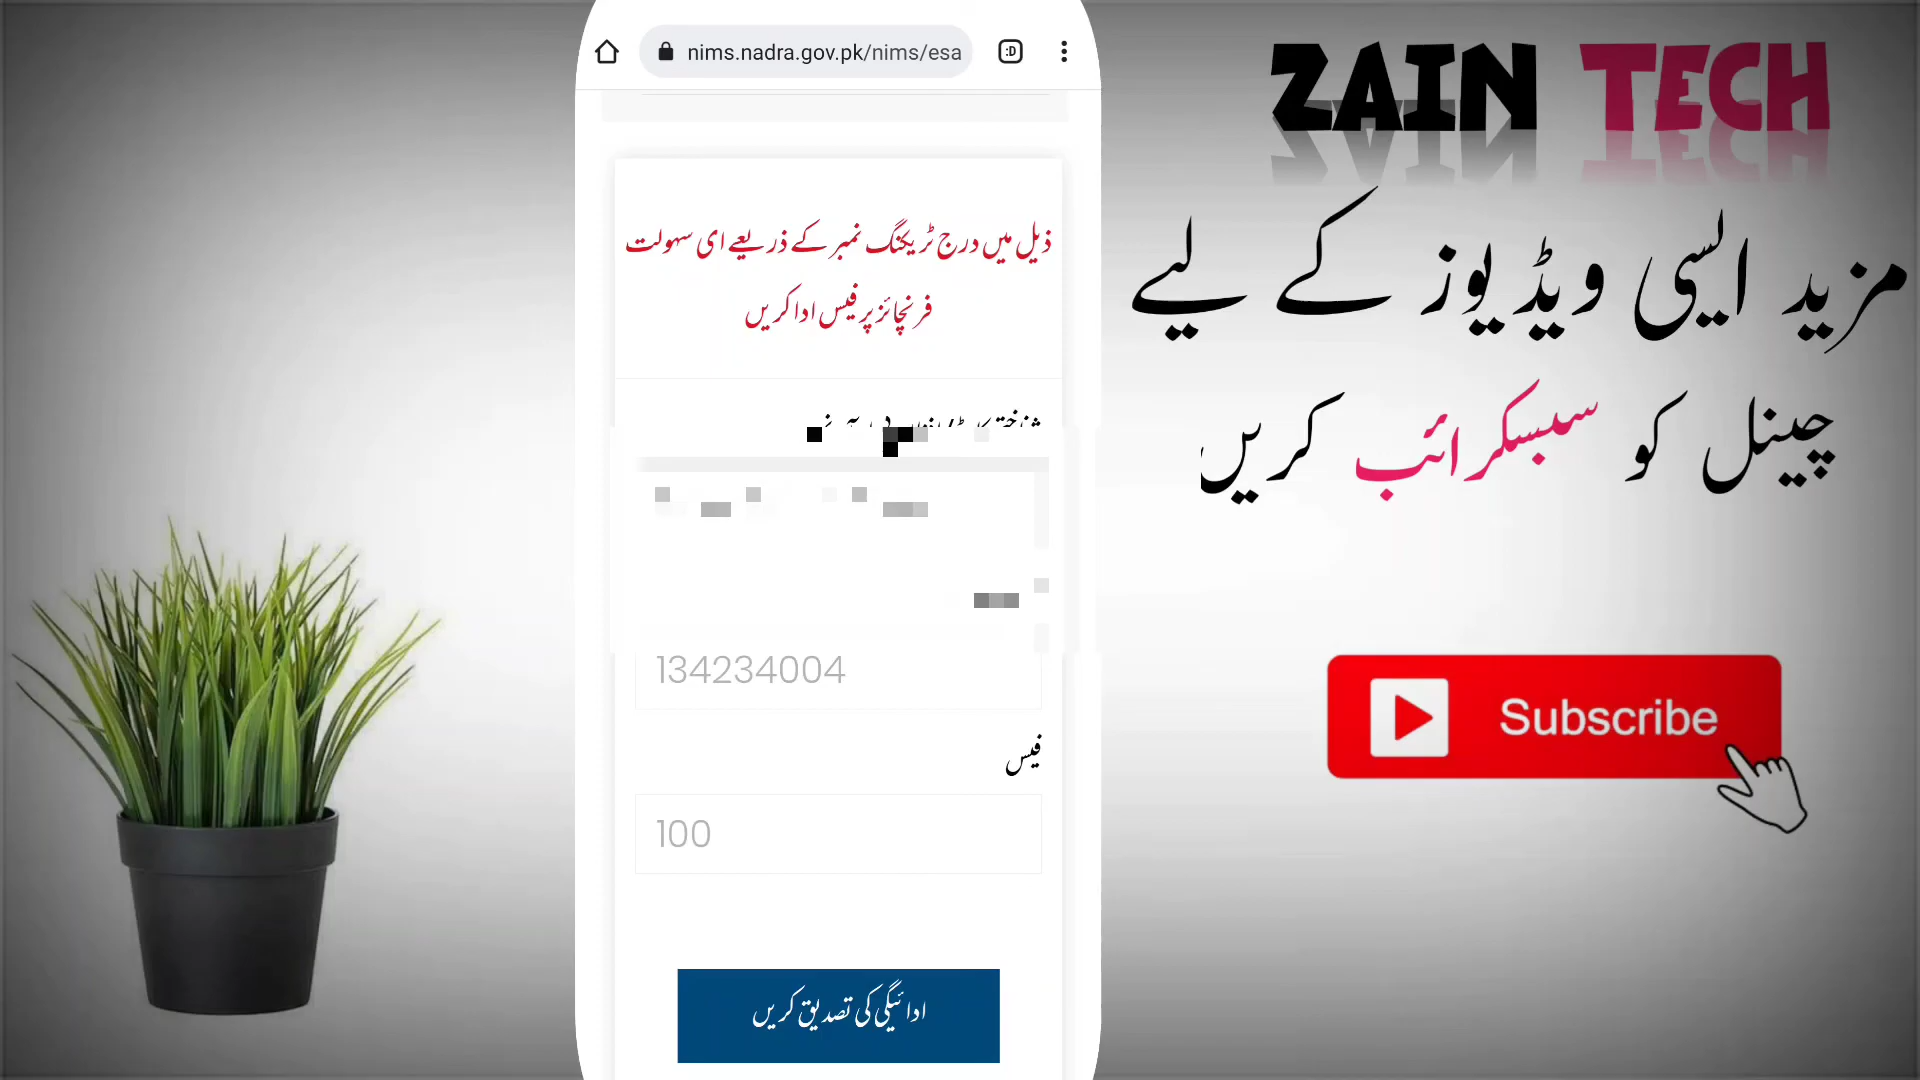 nims.nadra.gov.pk/nims/esa
:D
ذیل میں درج ٹریکنگ نمبر کے ذریعے ای سہولت
فرنچائز پر فیس ادا کریں
134234004
فیس
100
ادائیگی کی تصدیق کریں
ZAIN TECH
مزید ایسی ویڈیوز کے لیے
چینل کو سبسکرائب کریں
Subscribe